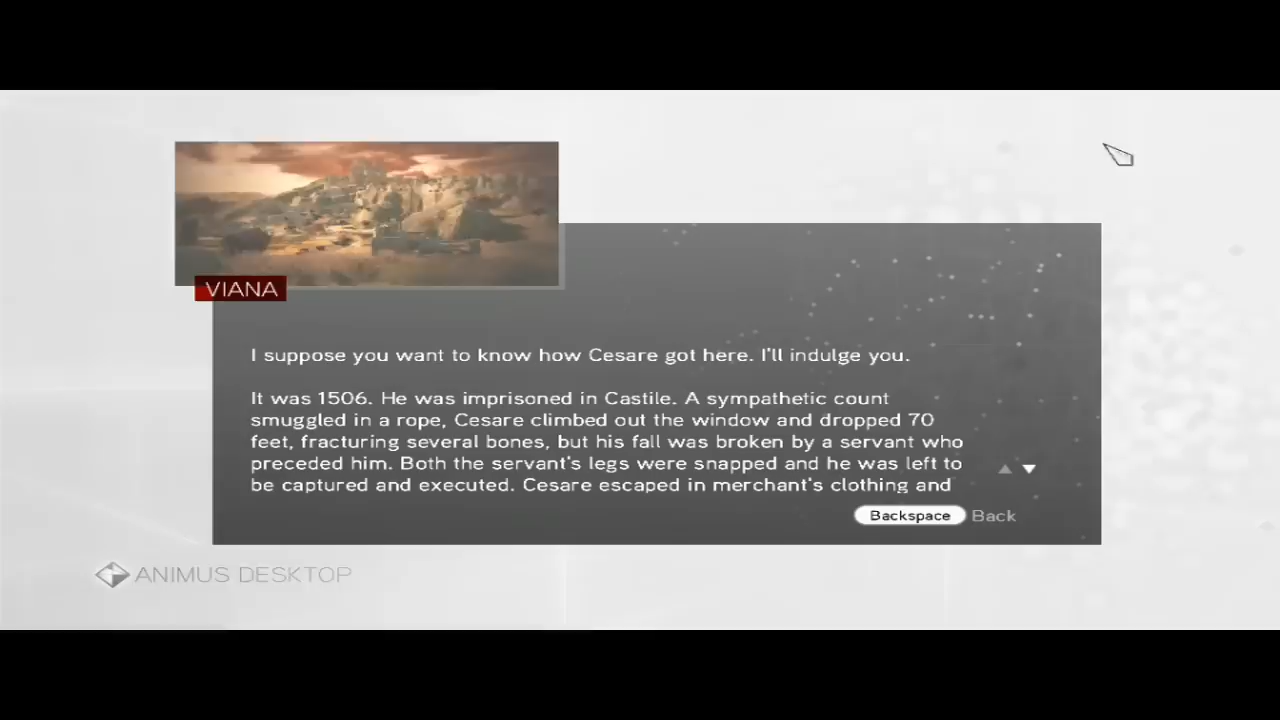 VIANA
I suppose you want to know how Cesare got here. I'll indulge you.
It was 1506. He was imprisoned in Castile. A sympathetic count
smuggled in a rope, Cesare climbed out the window and dropped 70
feet, fracturing several bones, but his fall was broken by a servant who
preceded him. Both the servant's legs were snapped and he was left to
be captured and executed. Cesare escaped in merchant's clothing and
Backspace Back
ANIMUS DESKTOP